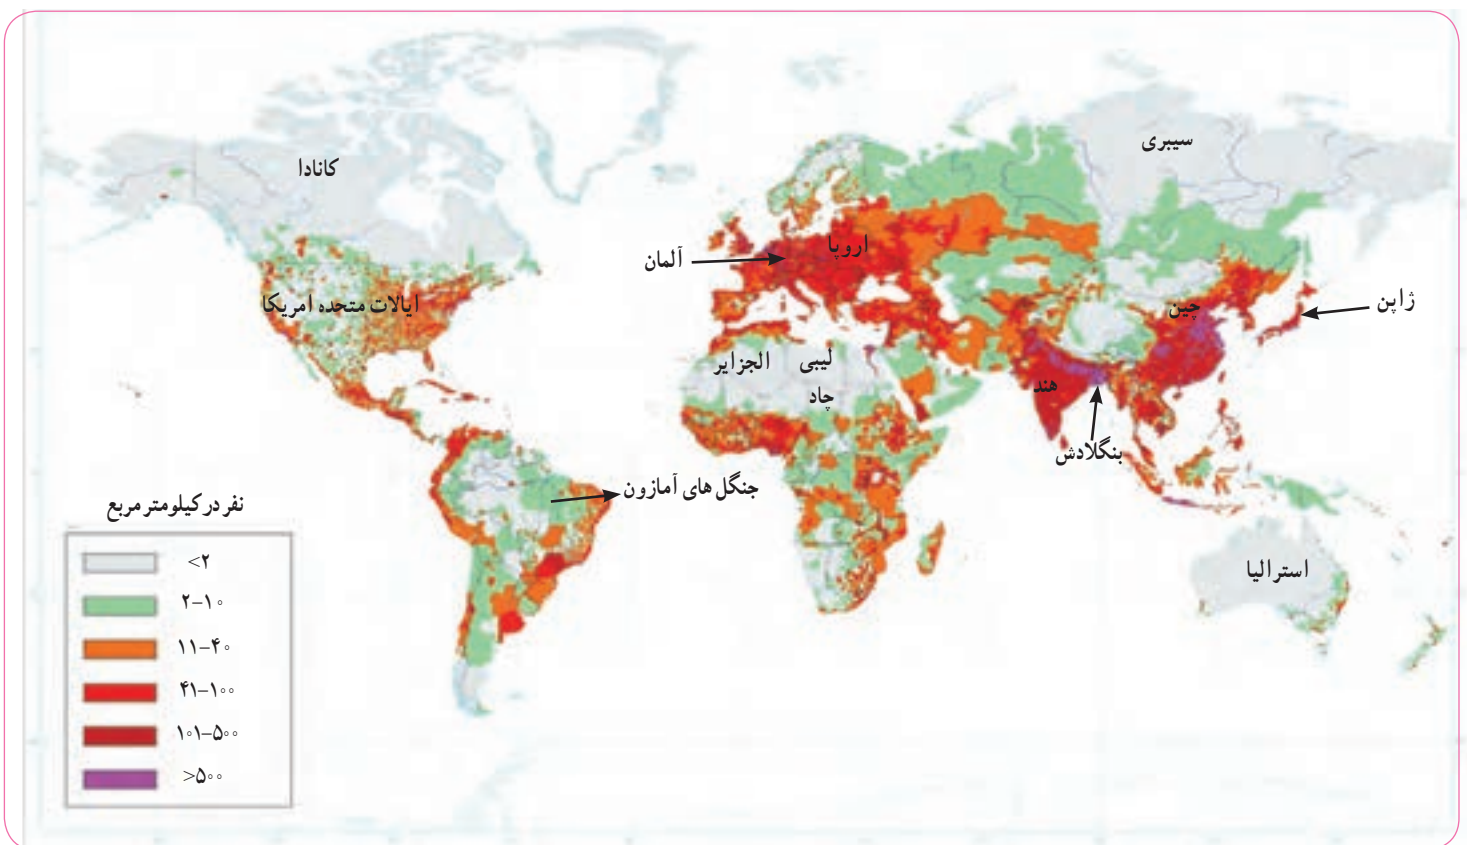 سیبری
کانادا
اروپا
آلمان
ایالات متحده امریکا
چین
ژاپن
لیبی
الجزایر
چاد
هند
بنگلادش
جنگل های آمازون
استرالیا
نفر در کیلومتر مربع
<۲
۲–۱۰
۱۱–۴۰
۴۱–۱۰۰
۱۰۱–۵۰۰
>۵۰۰